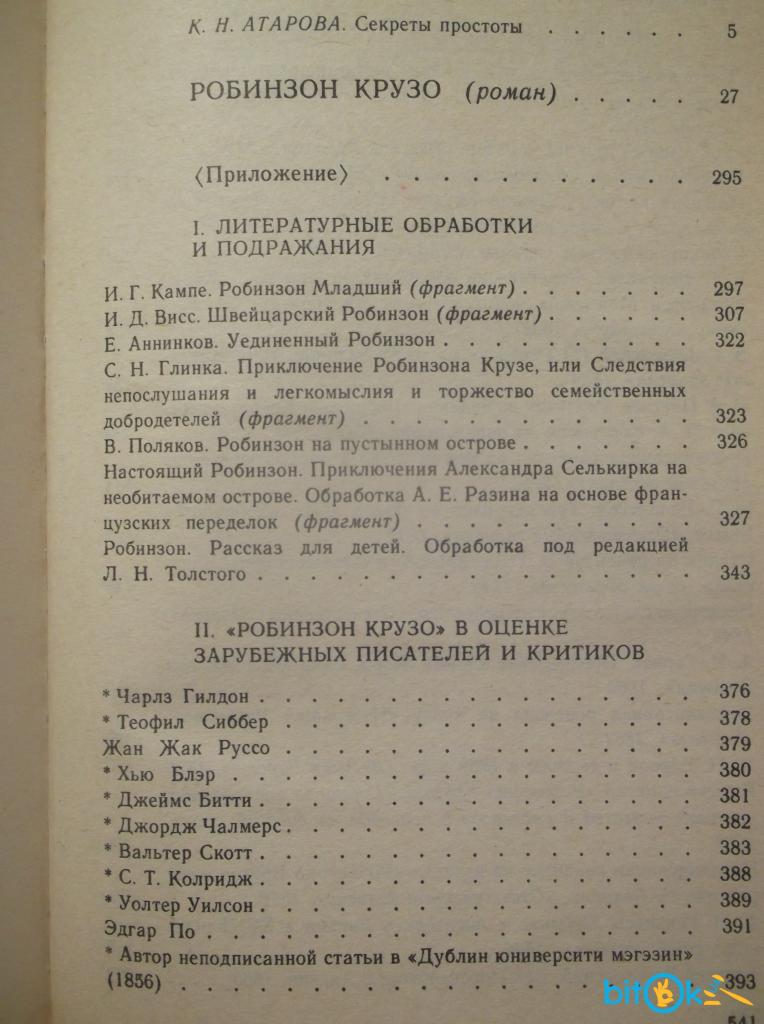 К. Н. АТАРОВА. Секреты простоты . . . . . . 5
РОБИНЗОН КРУЗО (роман) . . . . . 27
⟨Приложение⟩ . . . . . . . . . . . . 295
I. ЛИТЕРАТУРНЫЕ ОБРАБОТКИ
И ПОДРАЖАНИЯ
И. Г. Кампе. Робинзон Младший (фрагмент) . . . . . . . 297
И. Д. Висс. Швейцарский Робинзон (фрагмент) . . . . . . 307
Е. Аннинков. Уединенный Робинзон . . . . . . . . . . 322
С. Н. Глинка. Приключение Робинзона Крузе, или Следствия
непослушания и легкомыслия и торжество семейственных
добродетелей (фрагмент) . . . . . . . . . . . . . 323
В. Поляков. Робинзон на пустынном острове . . . . . . . 326
Настоящий Робинзон. Приключения Александра Селькирка на
необитаемом острове. Обработка А. Е. Разина на основе фран-
цузских переделок (фрагмент) . . . . . . . . . . . 327
Робинзон. Рассказ для детей. Обработка под редакцией
Л. Н. Толстого . . . . . . . . . . . . . . . . . 343
II. «РОБИНЗОН КРУЗО» В ОЦЕНКЕ
ЗАРУБЕЖНЫХ ПИСАТЕЛЕЙ И КРИТИКОВ
* Чарлз Гилдон . . . . . . . . . . . . . . . . . 376
* Теофил Сиббер . . . . . . . . . . . . . . . . 378
Жан Жак Руссо . . . . . . . . . . . . . . . . 379
* Хью Блэр . . . . . . . . . . . . . . . . . . 380
* Джеймс Битти . . . . . . . . . . . . . . . . . 381
* Джордж Чалмерс . . . . . . . . . . . . . . . . 382
* Вальтер Скотт . . . . . . . . . . . . . . . . . 383
* С. Т. Колридж . . . . . . . . . . . . . . . . . 388
* Уолтер Уилсон . . . . . . . . . . . . . . . . . 389
Эдгар По . . . . . . . . . . . . . . . . . . . 391
* Автор неподписанной статьи в «Дублин юниверсити мэгэзин»
(1856) . . . . . . . . . . . . . . . . . . . . 393
bitok
541